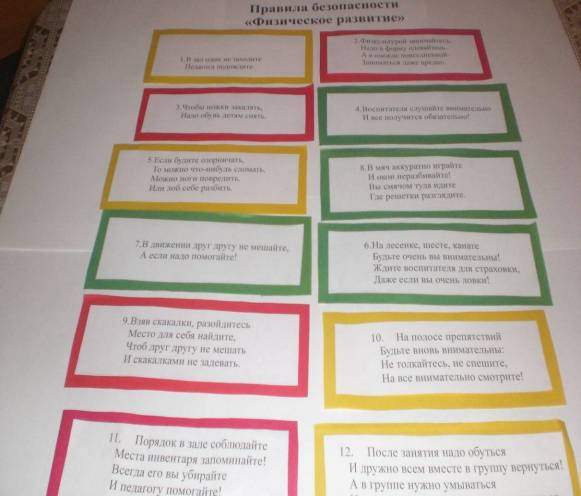 Правила безопасности
«Физическое развитие»
1.В зал один не входите
Педагога подождите.
2.Физкультурой занимайтесь,
Надо в форму одевайтесь.
А в одежде повседневной
Заниматься даже вредно.
3.Чтобы ножки закалять,
Надо обувь детям снять.
4.Воспитателя слушайте внимательно
И все получится обязательно!
5.Если будите озорничать,
То можно что-нибудь сломать.
Можно ноги повредить,
Или лоб себе разбить.
8.В мяч аккуратно играйте
И окон неразбивайте!
Вы смячом туда идите
Где решетки разглядите.
7.В движении друг другу не мешайте,
А если надо помогайте!
6.На лесенке, шесте, канате
Будьте очень вы внимательны!
Ждите воспитателя для страховки,
Даже если вы очень ловки!
9.Взяв скакалки, разойдитесь
Место для себя найдите,
Чтоб друг другу не мешать
И скакалками не задевать.
10. На полосе препятствий
Будьте вновь внимательны:
Не толкайтесь, не спешите,
На все внимательно смотрите!
11. Порядок в зале соблюдайте
Места инвентаря запоминайте!
Всегда его вы убирайте
И педагогу помогайте!
12. После занятия надо обуться
И дружно всем вместе в группу вернуться!
А в группе нужно умываться